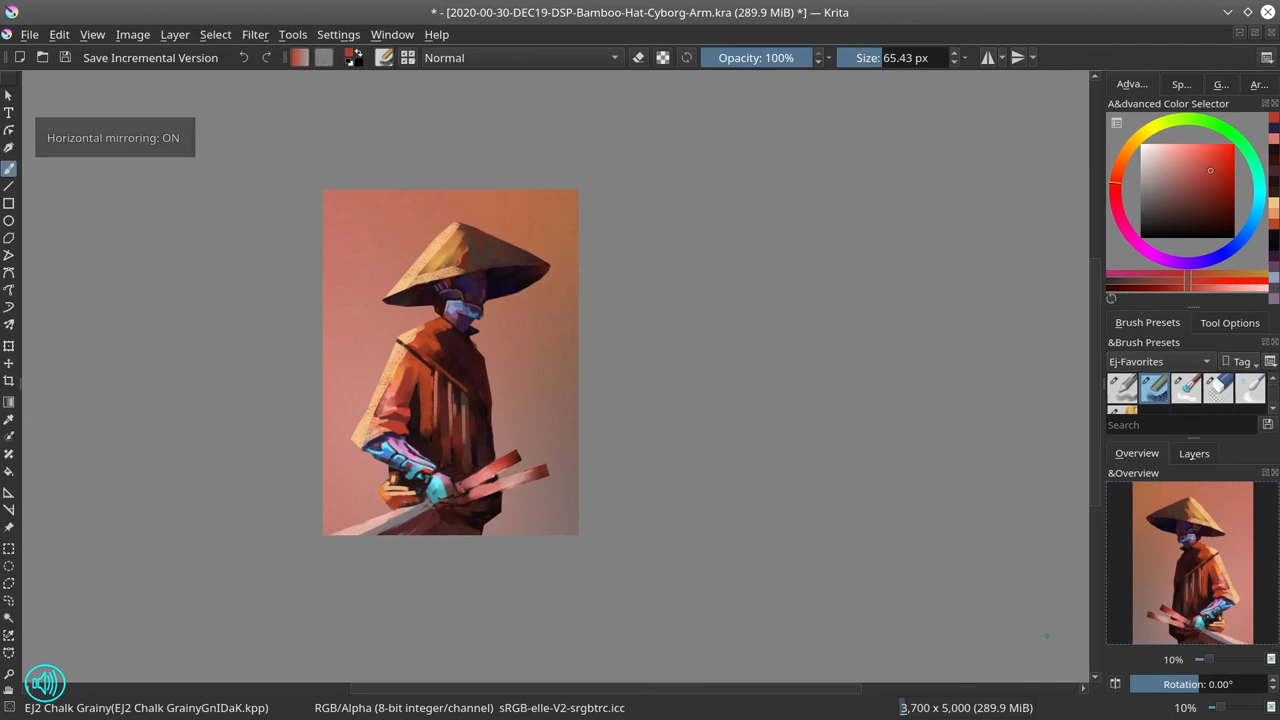 * - [2020-00-30-DEC19-DSP-Bamboo-Hat-Cyborg-Arm.kra (289.9 MiB) *] — Krita
File Edit View Image Layer Select Filter Tools Settings Window Help
Save Incremental Version Normal Opacity: 100% Size: 65.43 px
Adva... Sp... G... Ar...
A&dvanced Color Selector
Horizontal mirroring: ON
Brush Presets Tool Options
&Brush Presets
Ej-Favorites Tag
Search
Overview Layers
&Overview
10%
Rotation: 0.00°
EJ2 Chalk Grainy(EJ2 Chalk GrainyGnIDaK.kpp) RGB/Alpha (8-bit integer/channel) sRGB-elle-V2-srgbtrc.icc 3,700 x 5,000 (289.9 MiB) 10%